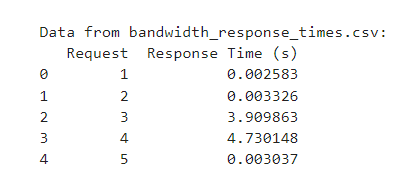 Data from bandwidth_response_times.csv:
Request Response Time (s)
0 1 0.002583
1 2 0.003326
2 3 3.909863
3 4 4.730148
4 5 0.003037